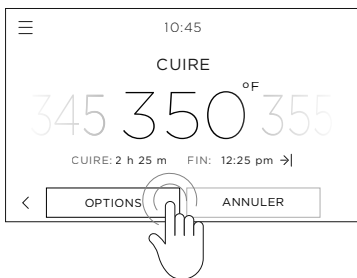 10:45
CUIRE
345 350°F 355
CUIRE: 2 h 25 m FIN: 12:25 pm
OPTIONS ANNULER